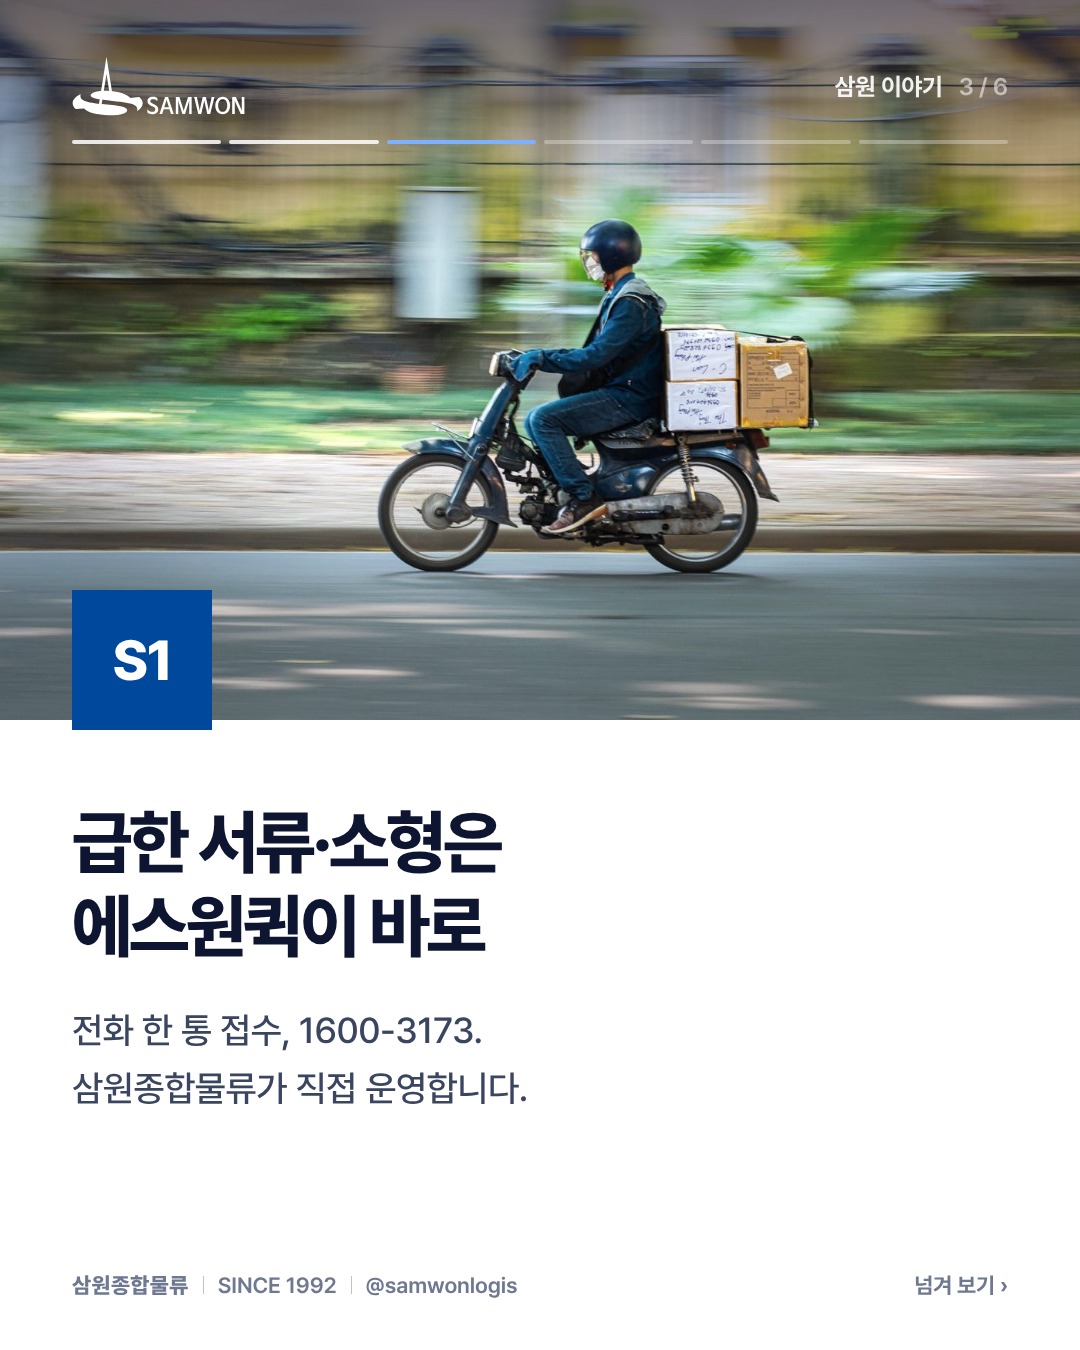 SAMWON
삼원 이야기 3 / 6
S1
급한 서류·소형은
에스원퀵이 바로
전화 한 통 접수, 1600-3173.
삼원종합물류가 직접 운영합니다.
삼원종합물류 | SINCE 1992 | @samwonlogis
넘겨 보기 ›